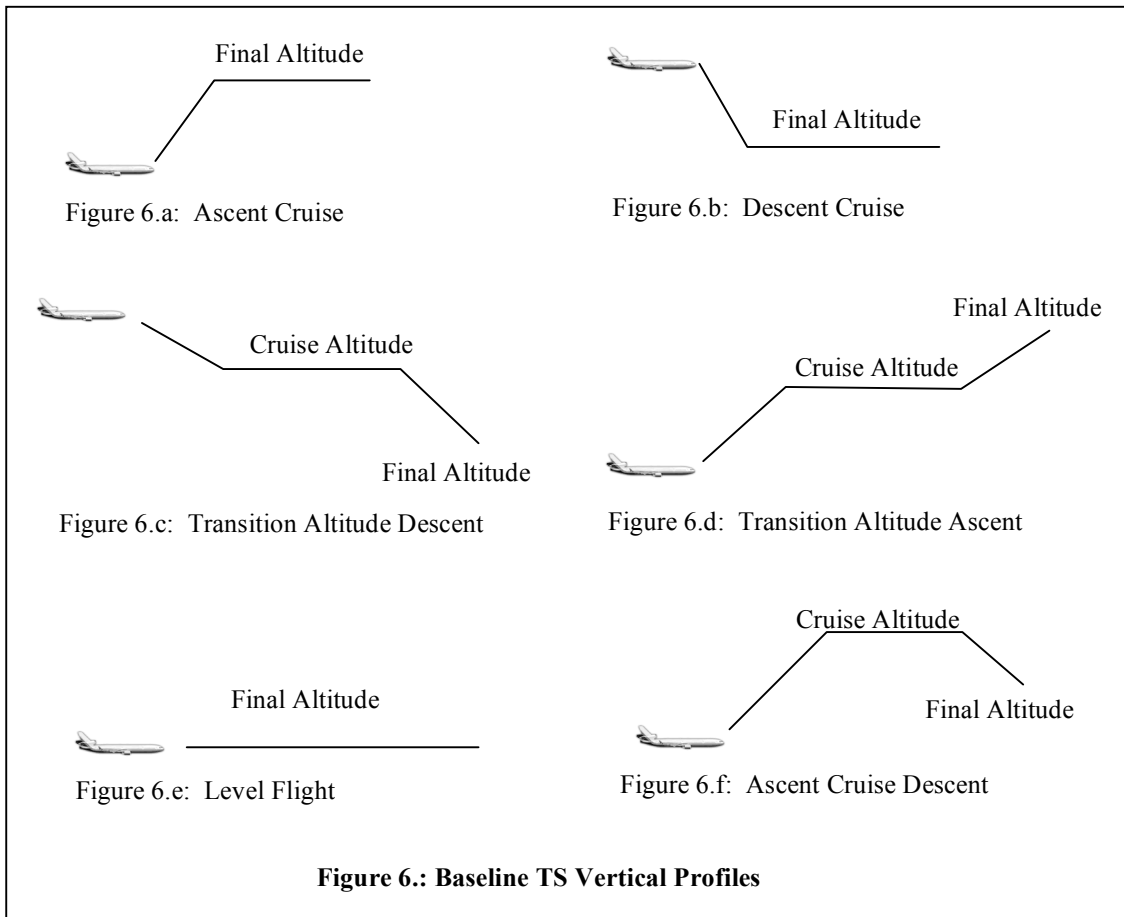 Final Altitude
Figure 6.a:  Ascent Cruise
Final Altitude
Figure 6.b:  Descent Cruise
Cruise Altitude
Final Altitude
Figure 6.c:  Transition Altitude Descent
Final Altitude
Cruise Altitude
Figure 6.d:  Transition Altitude Ascent
Final Altitude
Figure 6.e:  Level Flight
Cruise Altitude
Final Altitude
Figure 6.f:  Ascent Cruise Descent
Figure 6.: Baseline TS Vertical Profiles